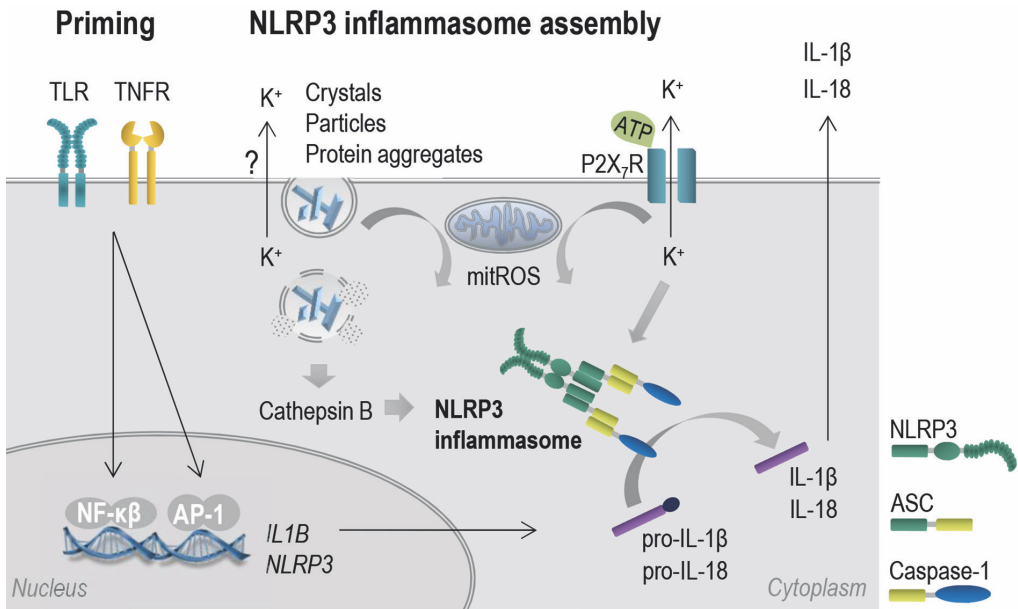 Priming
NLRP3 inflammasome assembly
TLR
TNFR
K⁺
?
K⁺
Crystals
Particles
Protein aggregates
ATP
P2X₇R
K⁺
K⁺
IL-1β
IL-18
mitROS
Cathepsin B
NLRP3
inflammasome
NF-κβ
AP-1
IL1B
NLRP3
pro-IL-1β
pro-IL-18
IL-1β
IL-18
Nucleus
Cytoplasm
NLRP3
ASC
Caspase-1